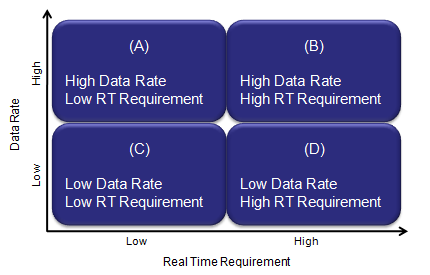 (A)
High Data Rate
Low RT Requirement
(B)
High Data Rate
High RT Requirement
(C)
Low Data Rate
Low RT Requirement
(D)
Low Data Rate
High RT Requirement
Data Rate
High
Low
Low
High
Real Time Requirement